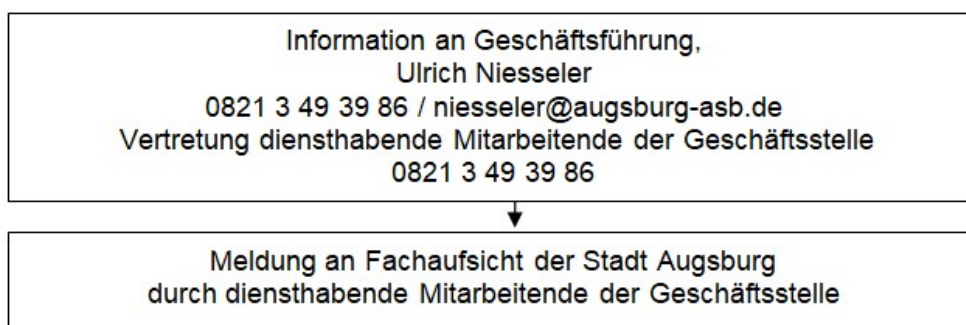 Information an Geschäftsführung,
Ulrich Niesseler
0821 3 49 39 86 / niesseler@augsburg-asb.de
Vertretung diensthabende Mitarbeitende der Geschäftsstelle
0821 3 49 39 86
Meldung an Fachaufsicht der Stadt Augsburg
durch diensthabende Mitarbeitende der Geschäftsstelle